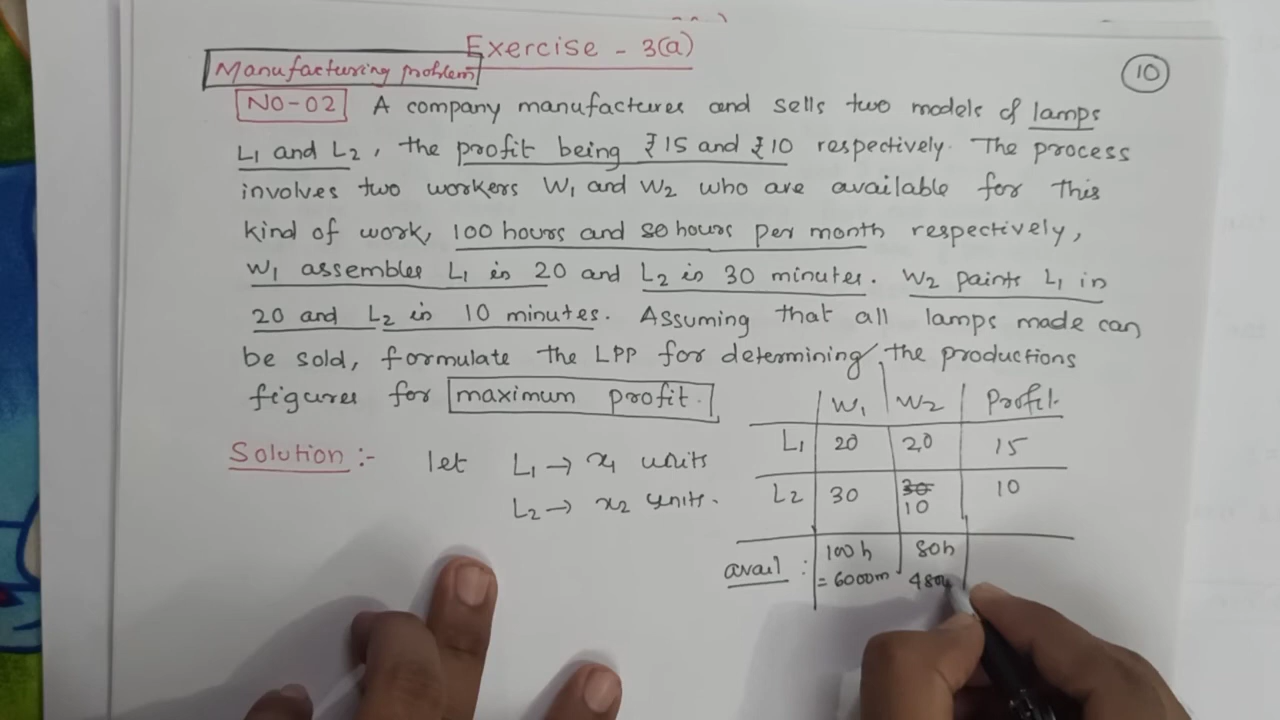 Exercise - 3(a)
Manufacturing problem
10
NO-02 A company manufactures and sells two models of lamps
L1 and L2, the profit being ₹15 and ₹10 respectively. The process
involves two workers W1 and W2 who are available for this
kind of work, 100 hours and 80 hours per month respectively,
W1 assembles L1 in 20 and L2 in 30 minutes. W2 paints L1 in
20 and L2 in 10 minutes. Assuming that all lamps made can
be sold, formulate the LPP for determining the productions
figures for maximum profit.
W1 W2 Profit.
Solution :- let L1 → x1 units
L2 → x2 units.
L1 20 20 15
L2 30 30 10
10
avail : 100h 80h
= 6000m 480